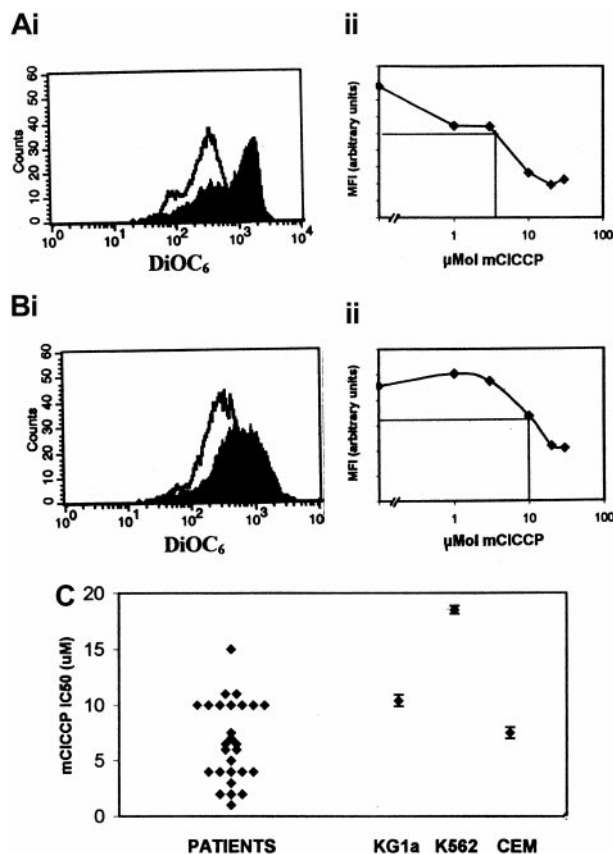 Ai
ii
Counts
60
50
40
30
20
10
0
10⁰ 10¹ 10² 10³ 10⁴
DiOC₆
MFI (arbitrary units)
1 10 100
µMol mClCCP
Bi
ii
Counts
60
50
40
30
20
10
0
10⁰ 10¹ 10² 10³ 10
DiOC₆
MFI (arbitrary units)
1 10 100
µMol mClCCP
C
mClCCP IC50 (uM)
20
15
10
5
0
PATIENTS KG1a K562 CEM